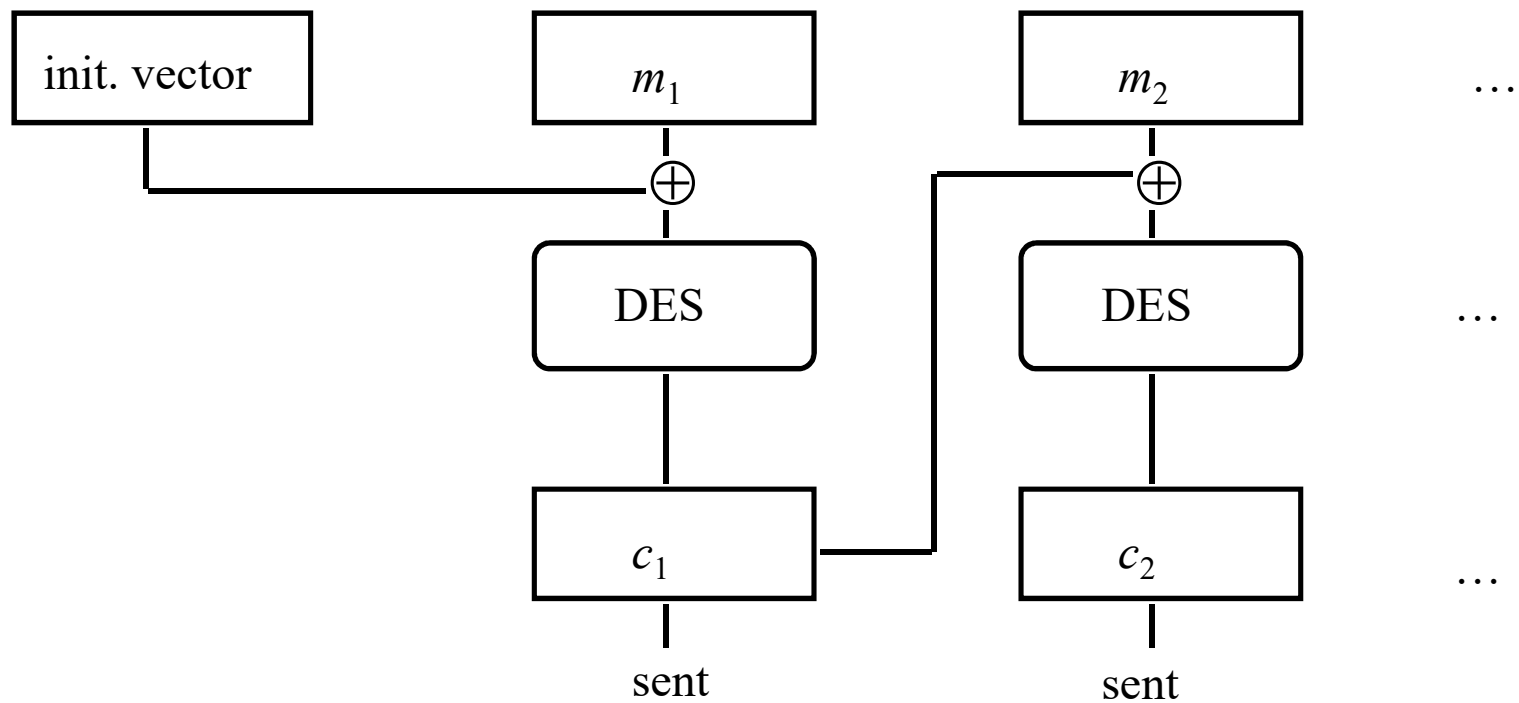 init. vector m₁ m₂ …
DES DES …
c₁ c₂ …
sent sent